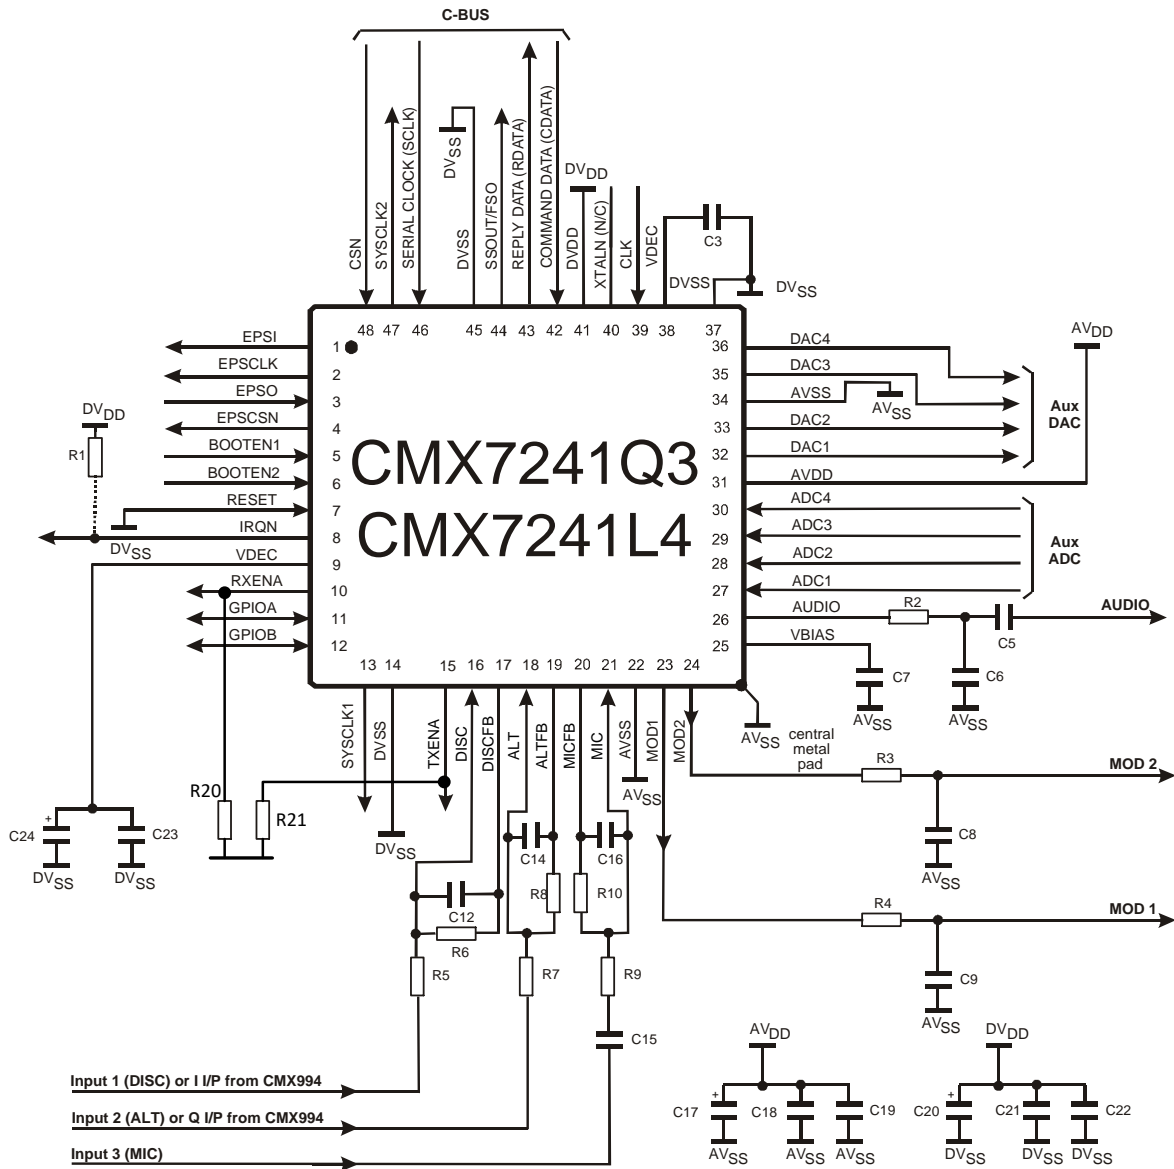 C-BUS
CSN
SYSCLK2
SERIAL CLOCK (SCLK)
DVSS
DVSS
SSOUT/FSO
REPLY DATA (RDATA)
COMMAND DATA (CDATA)
DVDD
DVDD
XTALN (N/C)
CLK
VDEC
C3
DVSS
DVSS
48 47 46 45 44 43 42 41 40 39 38 37
EPSI 1
EPSCLK 2
EPSO 3
EPSCSN 4
BOOTEN1 5
BOOTEN2 6
RESET 7
IRQN 8
VDEC 9
RXENA 10
GPIOA 11
GPIOB 12
DVDD
R1
DVSS
CMX7241Q3
CMX7241L4
36 DAC4
35 DAC3
34 AVSS
33 DAC2
32 DAC1
31 AVDD
30 ADC4
29 ADC3
28 ADC2
27 ADC1
26 AUDIO
25 VBIAS
AVSS
AVDD
Aux
DAC
Aux
ADC
R2
C5
AUDIO
C7
C6
AVSS
AVSS
13 14 15 16 17 18 19 20 21 22 23 24
SYSCLK1
DVSS
TXENA
DISC
DISCFB
ALT
ALTFB
MICFB
MIC
AVSS
MOD1
MOD2
AVSS
central
metal
pad
AVSS
R3
MOD 2
C8
AVSS
R20
R21
C24
+
C23
DVSS
DVSS
DVSS
C14
C16
R8
R10
C12
R6
R5
R7
R9
C15
R4
MOD 1
C9
AVSS
Input 1 (DISC) or I I/P from CMX994
Input 2 (ALT) or Q I/P from CMX994
Input 3 (MIC)
AVDD
C17
+
C18
C19
AVSS
AVSS
AVSS
DVDD
C20
+
C21
C22
DVSS
DVSS
DVSS